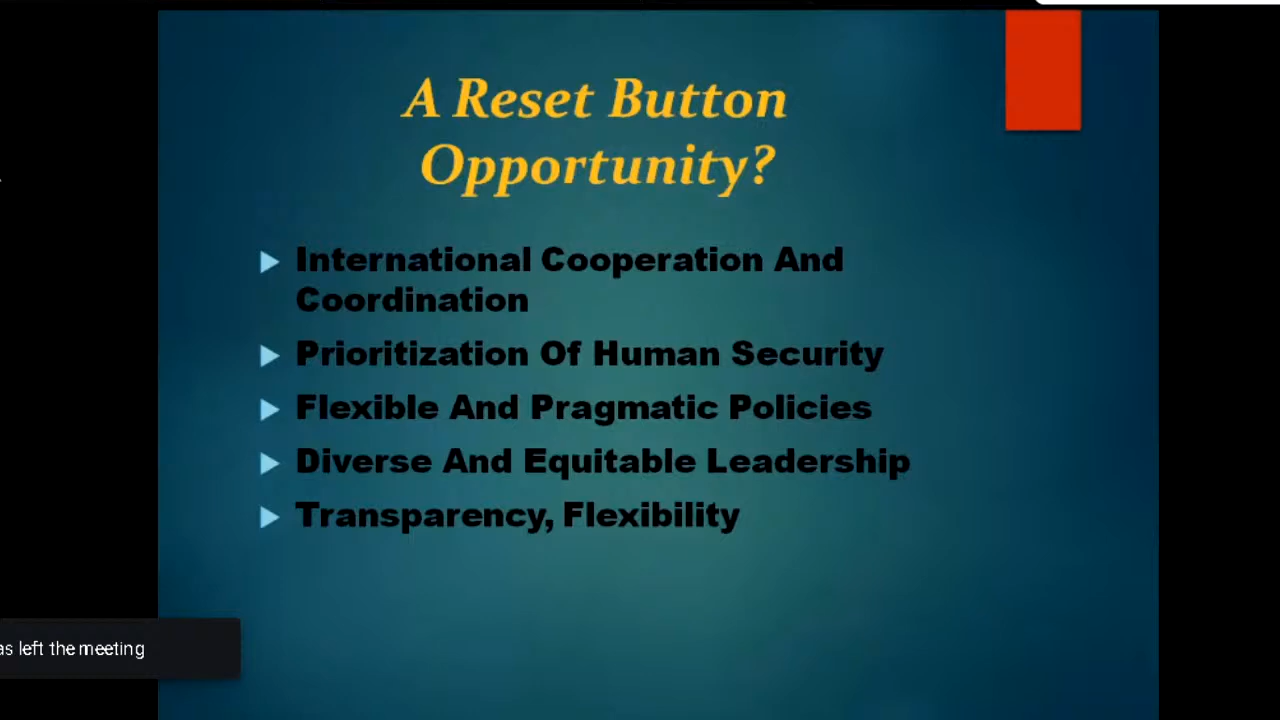 A Reset Button
Opportunity?
International Cooperation And
Coordination
Prioritization Of Human Security
Flexible And Pragmatic Policies
Diverse And Equitable Leadership
Transparency, Flexibility
left the meeting